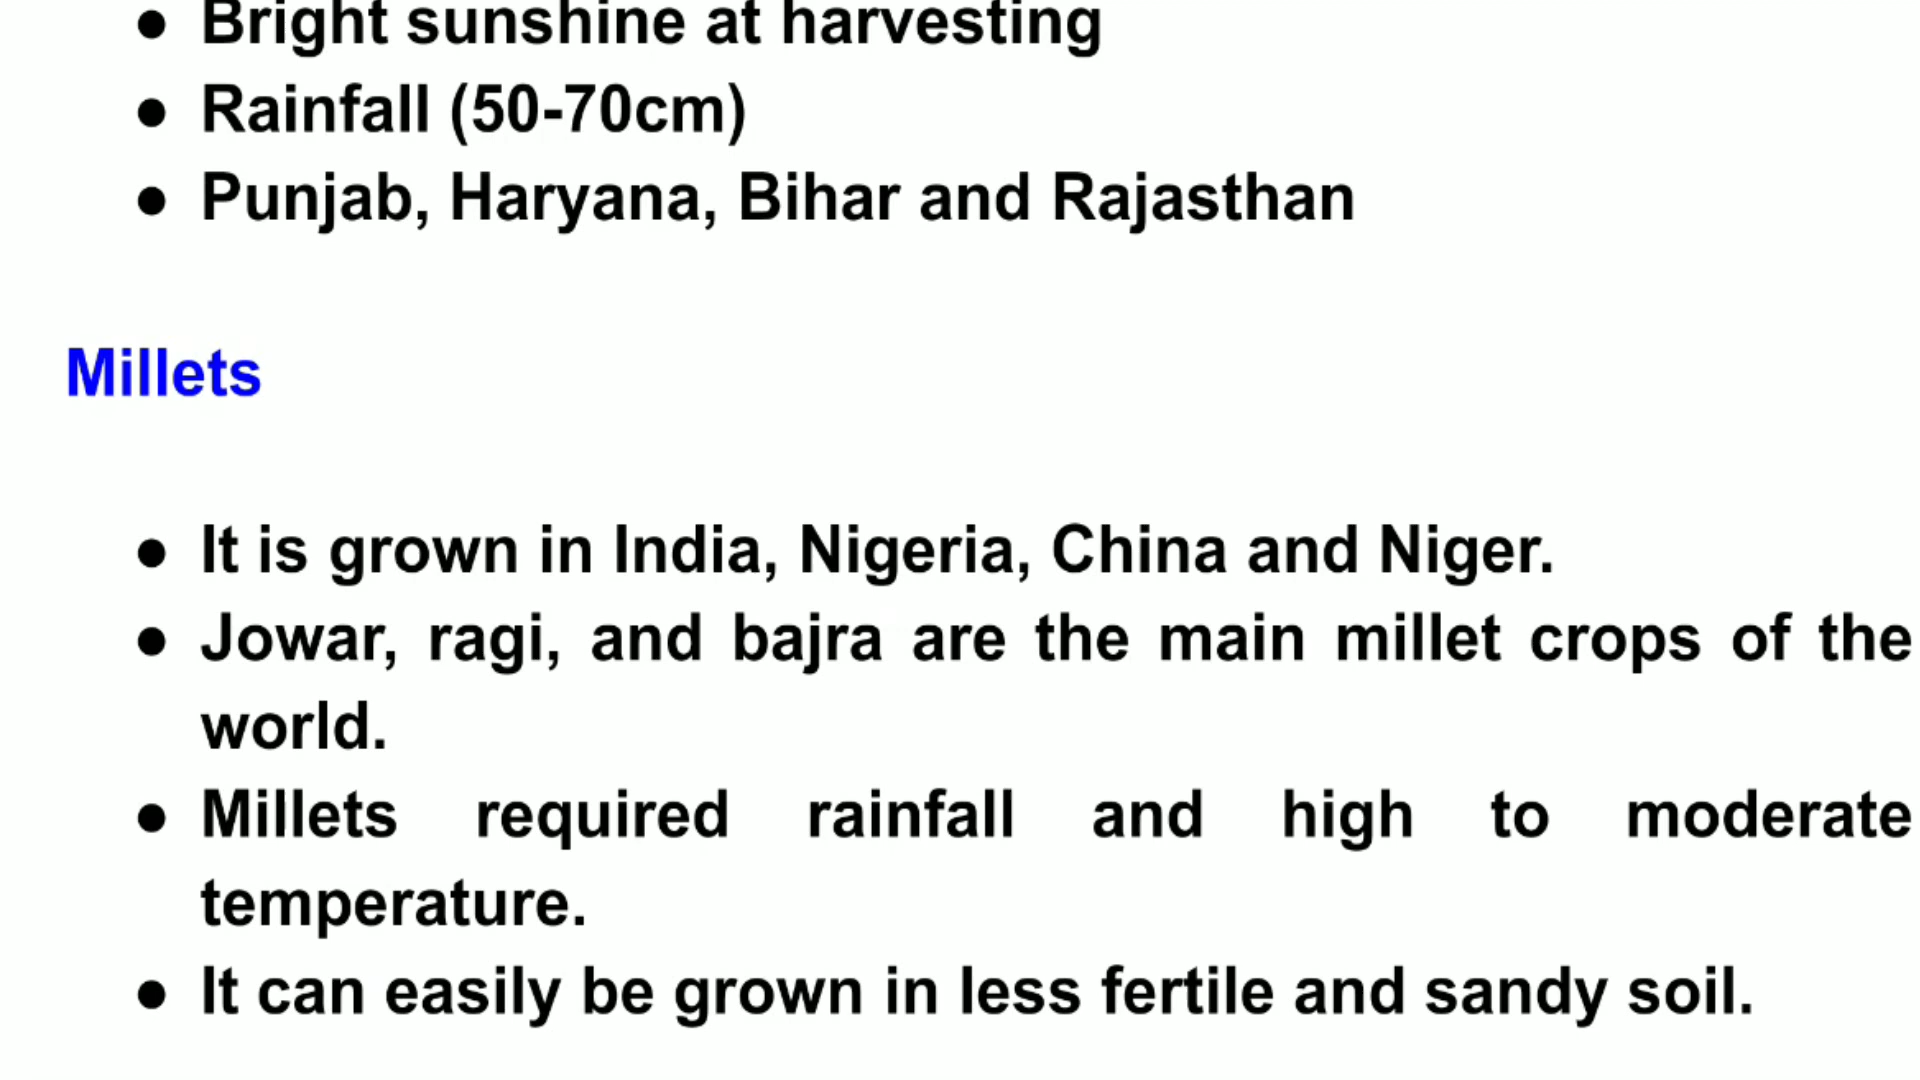 ● Bright sunshine at harvesting
● Rainfall (50-70cm)
● Punjab, Haryana, Bihar and Rajasthan
Millets
● It is grown in India, Nigeria, China and Niger.
● Jowar, ragi, and bajra are the main millet crops of the
world.
● Millets required rainfall and high to moderate
temperature.
● It can easily be grown in less fertile and sandy soil.